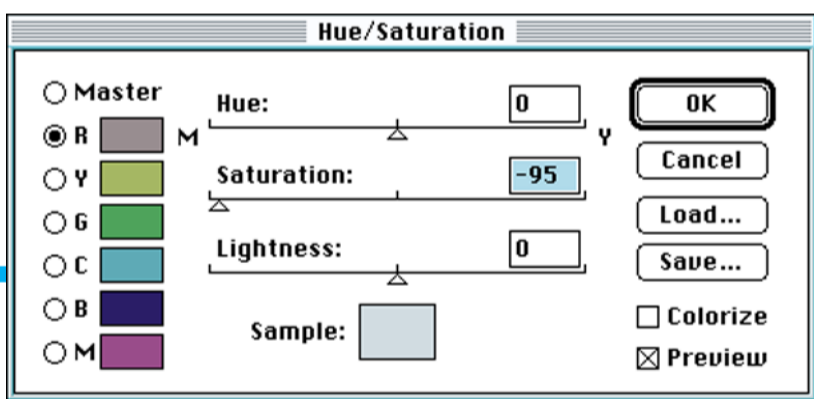 Hue/Saturation
Master
R
Y
G
C
B
M
Hue:
0
M
Y
Saturation:
-95
Lightness:
0
Sample:
OK
Cancel
Load...
Save...
Colorize
Preview